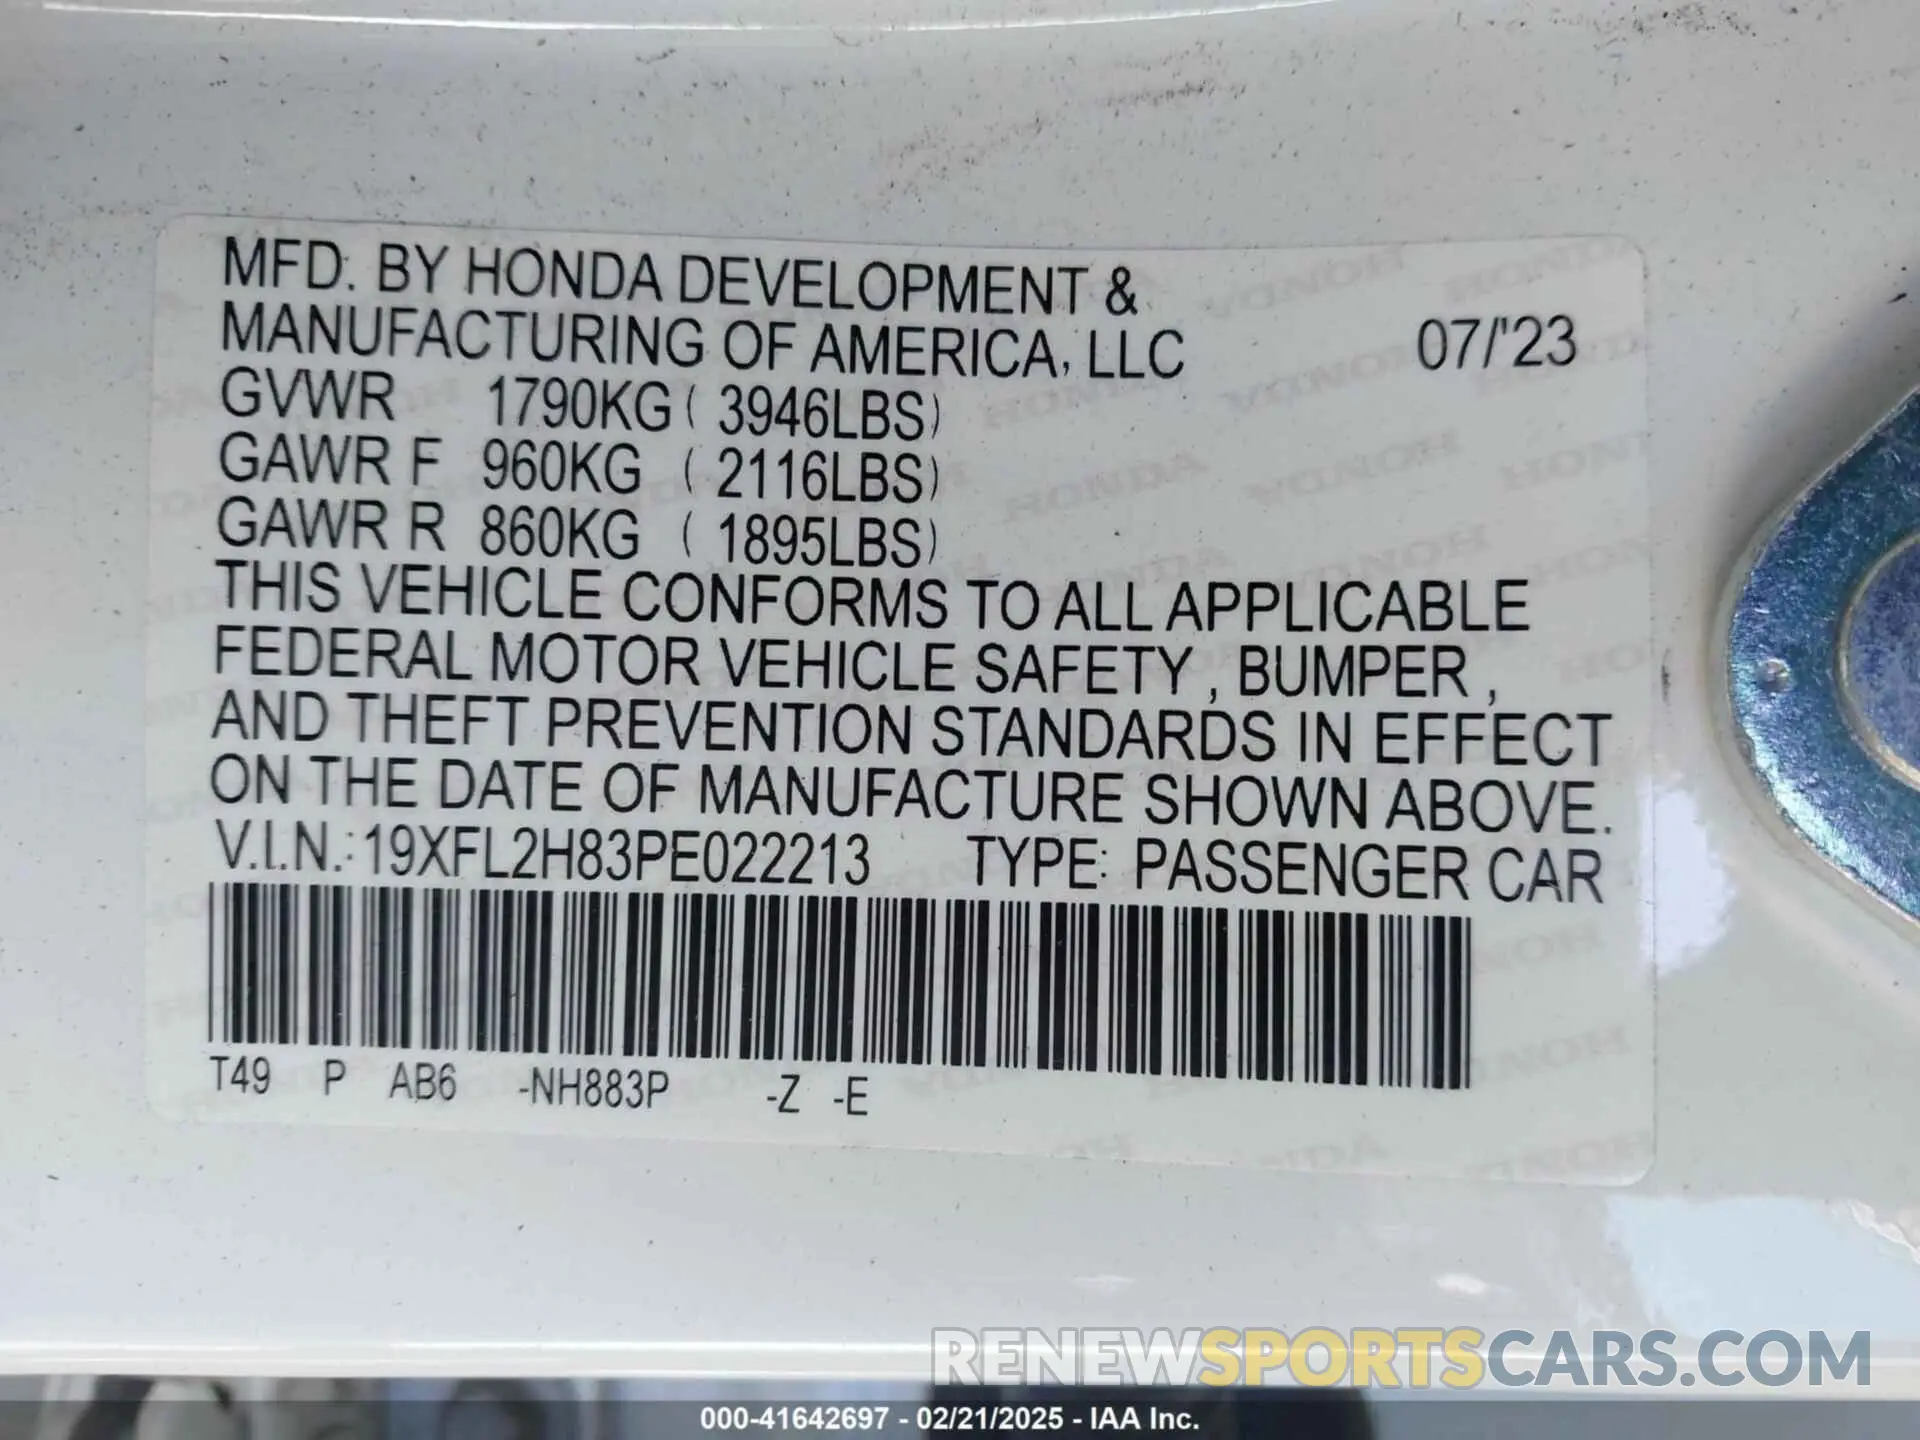 MFD. BY HONDA DEVELOPMENT &
MANUFACTURING OF AMERICA, LLC 07/'23
GVWR 1790KG ( 3946LBS)
GAWR F 960KG ( 2116LBS)
GAWR R 860KG ( 1895LBS)
THIS VEHICLE CONFORMS TO ALL APPLICABLE
FEDERAL MOTOR VEHICLE SAFETY , BUMPER ,
AND THEFT PREVENTION STANDARDS IN EFFECT
ON THE DATE OF MANUFACTURE SHOWN ABOVE.
V.I.N.: 19XFL2H83PE022213 TYPE: PASSENGER CAR
T49 P AB6 -NH883P -Z -E
RENEWSPORTSCARS.COM
000-41642697 - 02/21/2025 - IAA Inc.